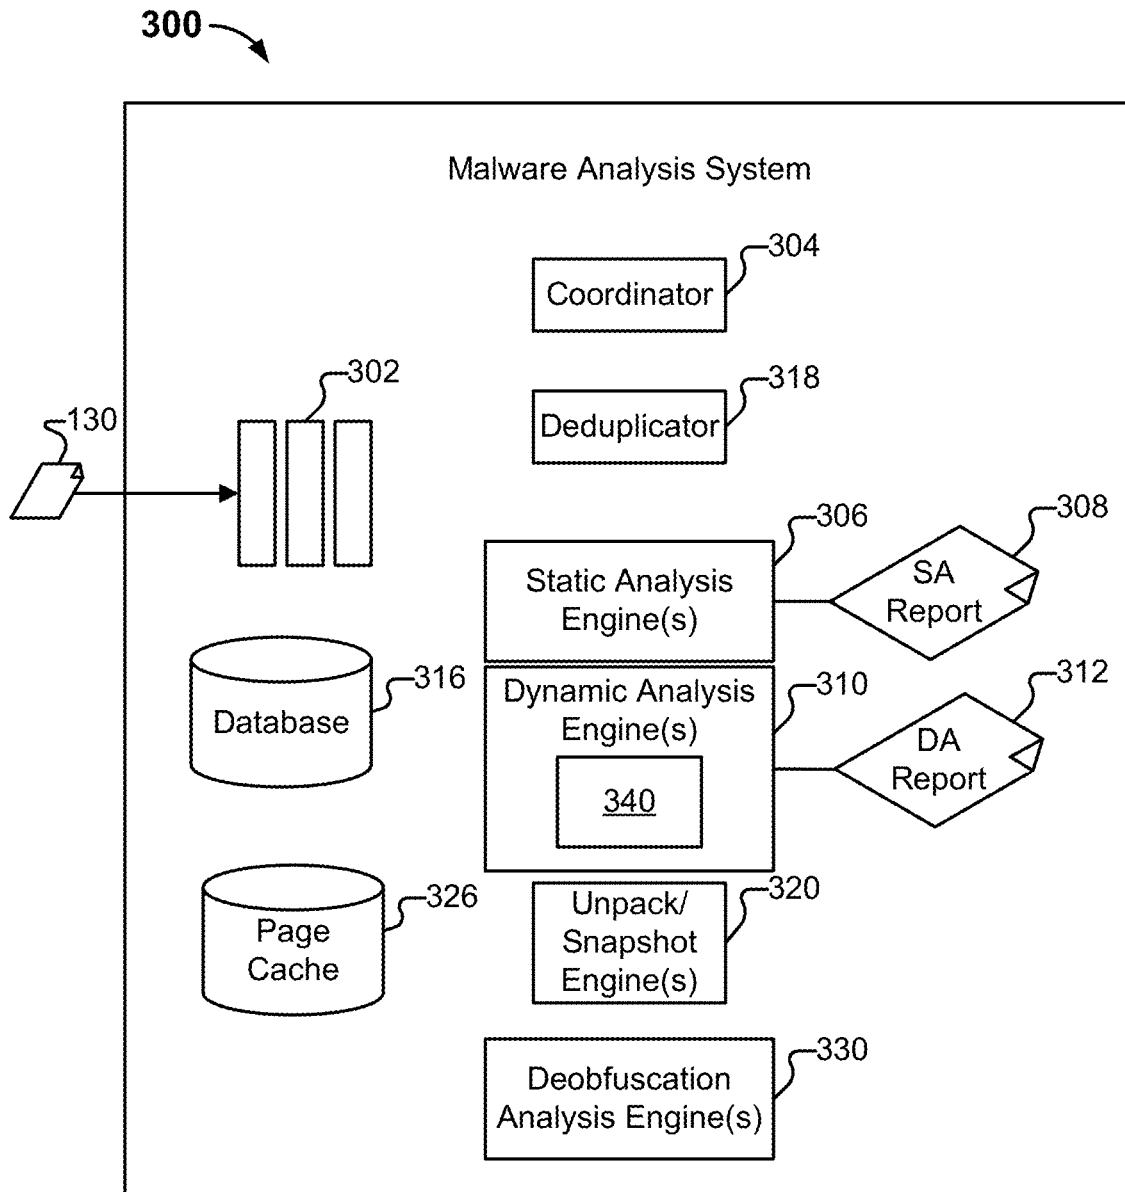 300
Malware Analysis System
304
Coordinator
302
318
130
Deduplicator
306
308
Static Analysis
Engine(s)
SA
Report
316
Database
310
312
Dynamic Analysis
Engine(s)
340
DA
Report
326
Page
Cache
320
Unpack/
Snapshot
Engine(s)
330
Deobfuscation
Analysis Engine(s)